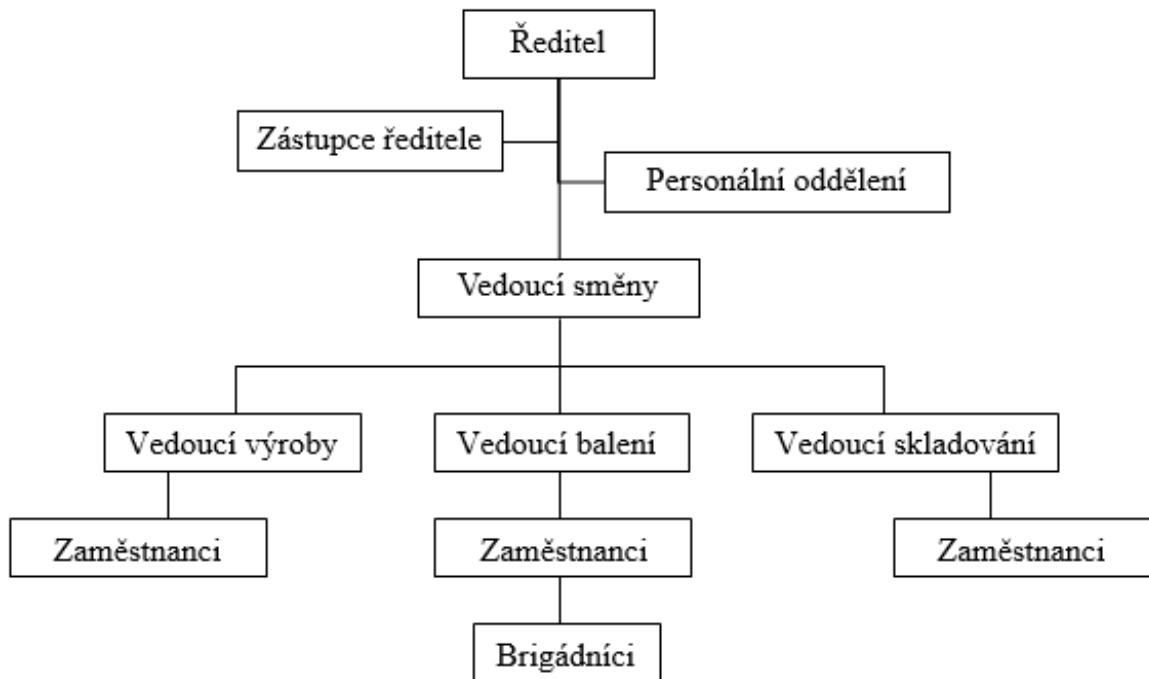 Ředitel
Zástupce ředitele
Personální oddělení
Vedoucí směny
Vedoucí výroby
Vedoucí balení
Vedoucí skladování
Zaměstnanci
Zaměstnanci
Zaměstnanci
Brigádníci